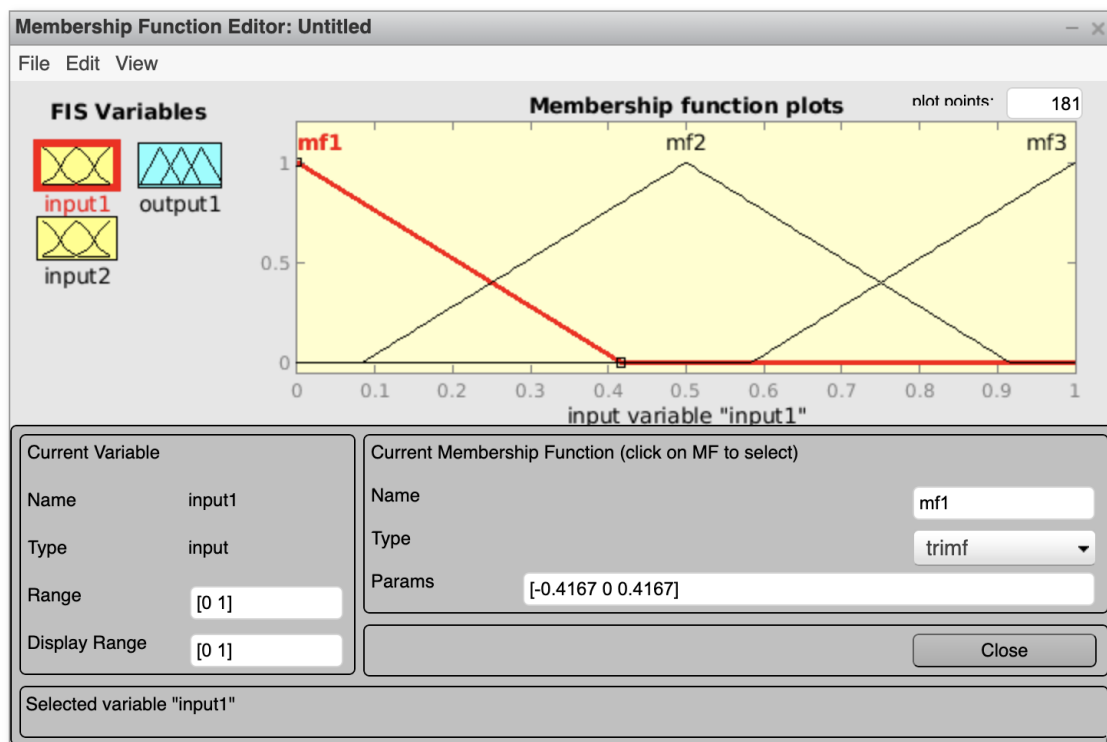 Membership Function Editor: Untitled
File Edit View
FIS Variables
input1
output1
input2
Membership function plots
plot points:
181
mf1
mf2
mf3
1
0.5
0
0 0.1 0.2 0.3 0.4 0.5 0.6 0.7 0.8 0.9 1
input variable "input1"
Current Variable
Name input1
Type input
Range [0 1]
Display Range [0 1]
Current Membership Function (click on MF to select)
Name mf1
Type trimf
Params [-0.4167 0 0.4167]
Close
Selected variable "input1"